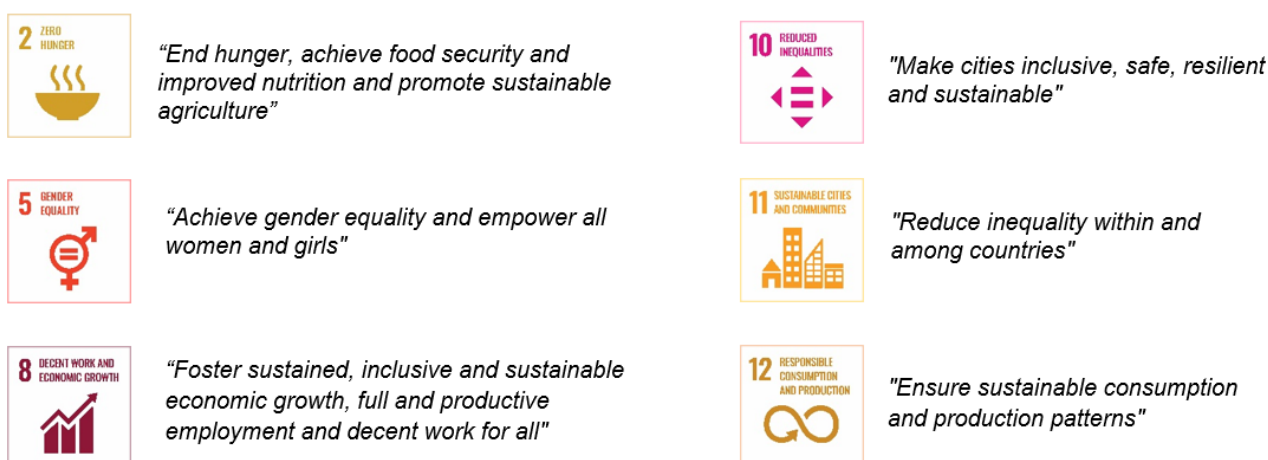 2 ZERO
HUNGER
“End hunger, achieve food security and
improved nutrition and promote sustainable
agriculture”
5 GENDER
EQUALITY
“Achieve gender equality and empower all
women and girls"
8 DECENT WORK AND
ECONOMIC GROWTH
“Foster sustained, inclusive and sustainable
economic growth, full and productive
employment and decent work for all"
10 REDUCED
INEQUALITIES
"Make cities inclusive, safe, resilient
and sustainable"
11 SUSTAINABLE CITIES
AND COMMUNITIES
"Reduce inequality within and
among countries"
12 RESPONSIBLE
CONSUMPTION
AND PRODUCTION
"Ensure sustainable consumption
and production patterns"